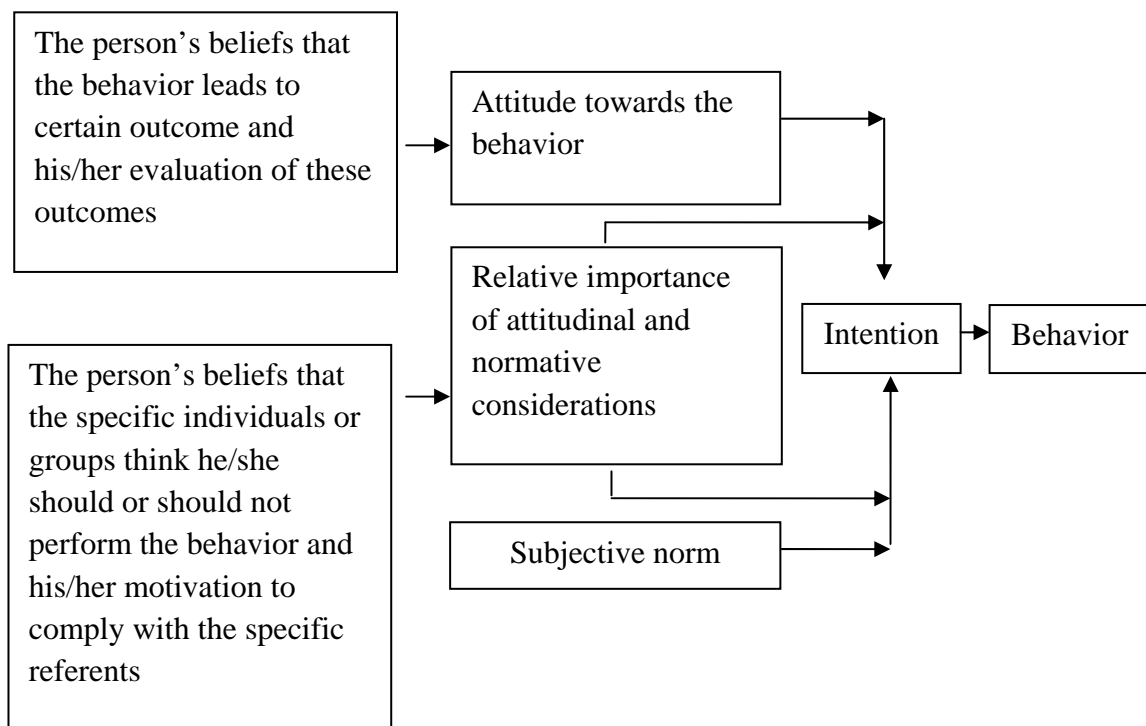 The person’s beliefs that
the behavior leads to
certain outcome and
his/her evaluation of these
outcomes
Attitude towards the
behavior
Relative importance
of attitudinal and
normative
considerations
Intention
Behavior
The person’s beliefs that
the specific individuals or
groups think he/she
should or should not
perform the behavior and
his/her motivation to
comply with the specific
referents
Subjective norm